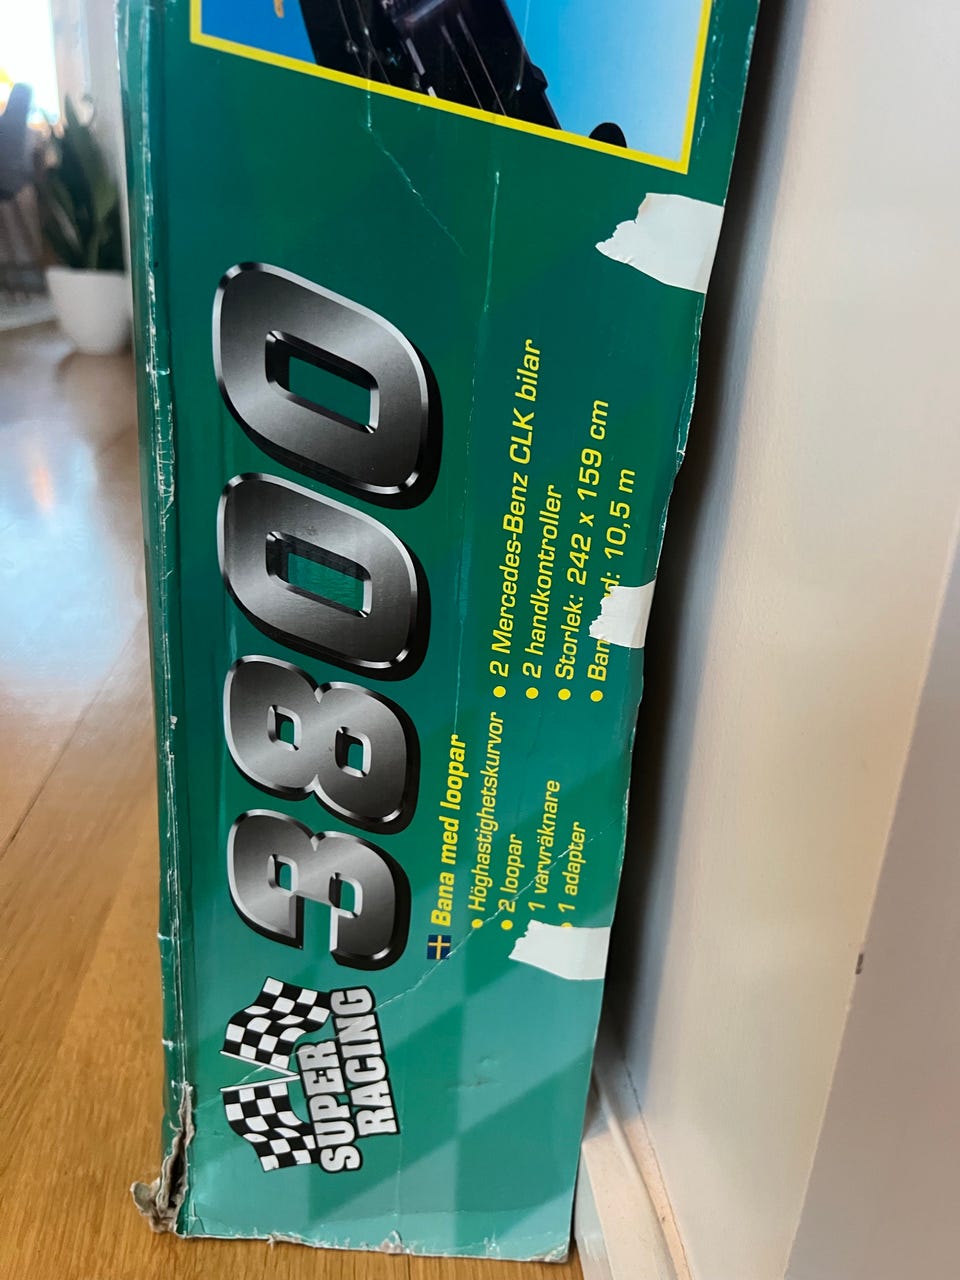 SUPER
RACING
3800
Bana med loopar
• Höghastighetskurvor
• 2 loopar
1 varvräknare
• 1 adapter
• 2 Mercedes-Benz CLK bilar
• 2 handkontroller
• Storlek: 242 x 159 cm
• 10,5 m